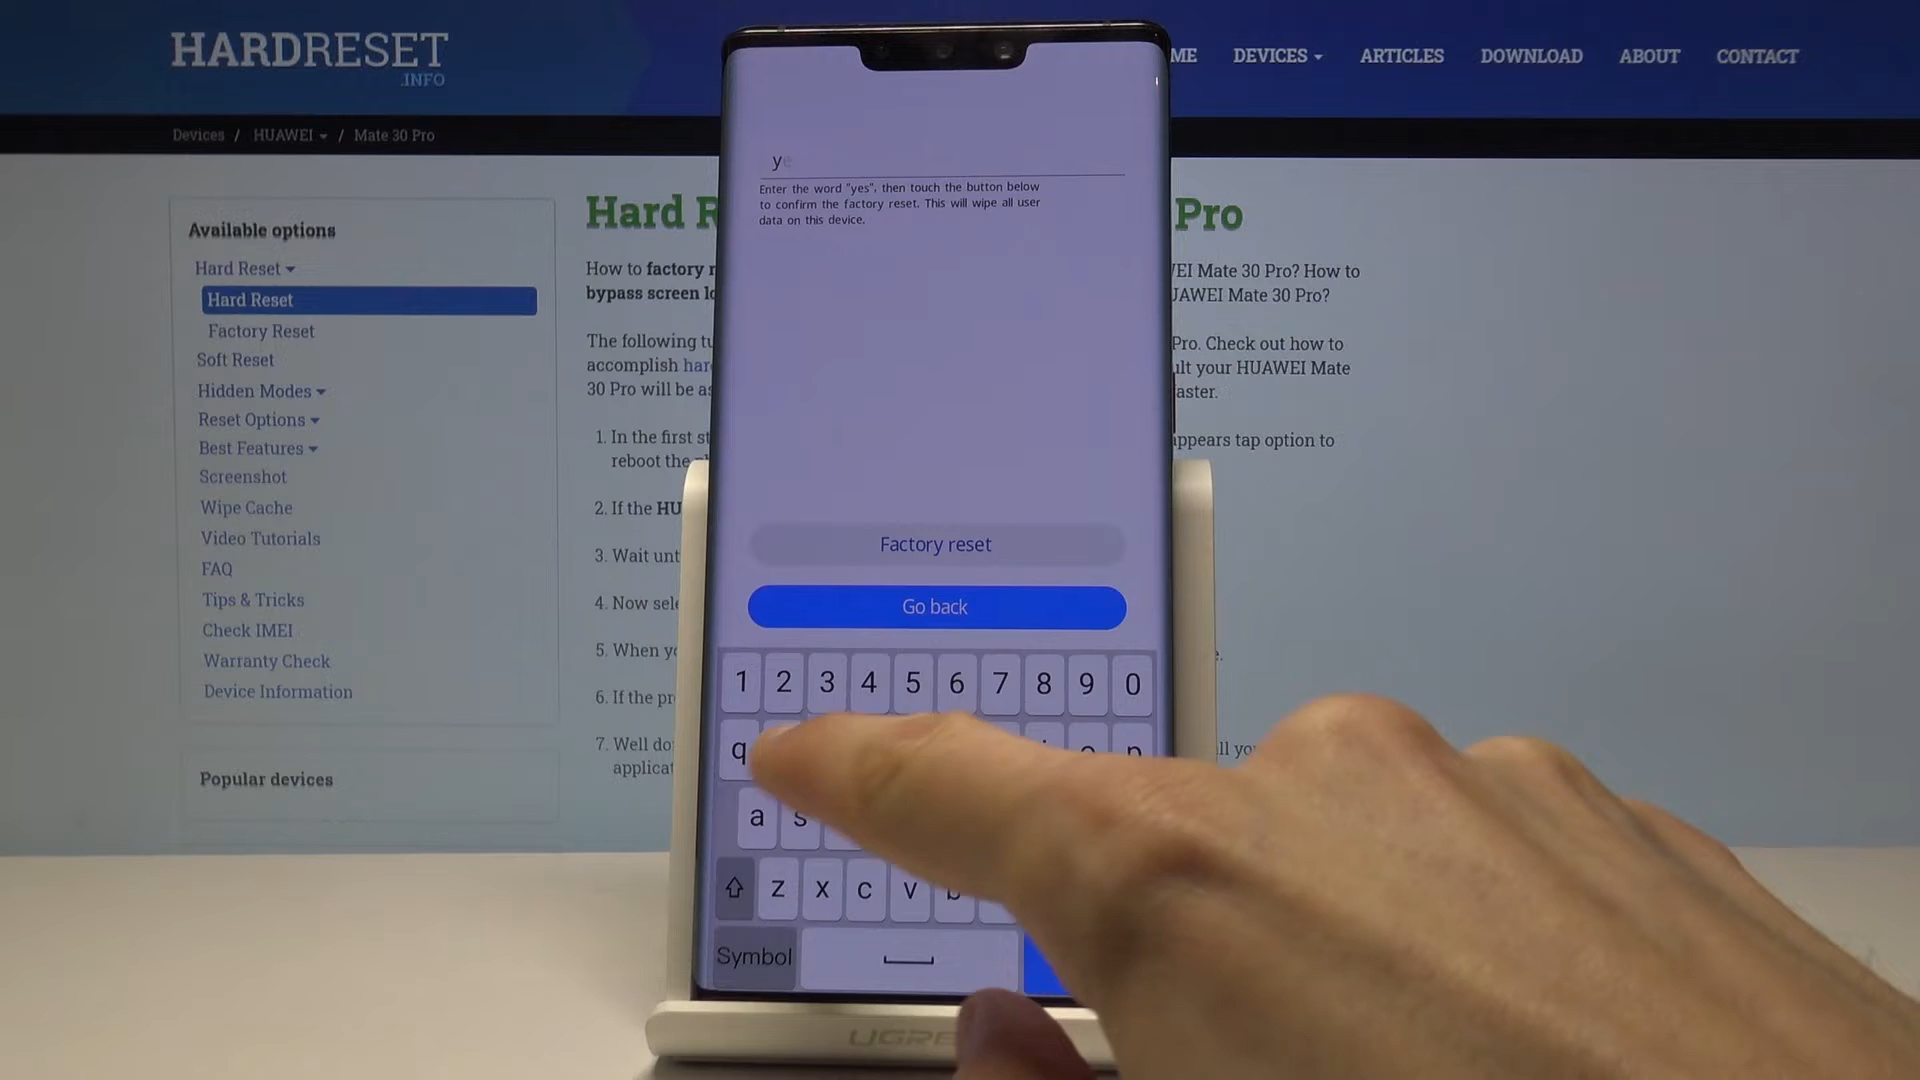 HARDRESET
.INFO
ME DEVICES ARTICLES DOWNLOAD ABOUT CONTACT
Devices / HUAWEI / Mate 30 Pro
Available options
Hard Reset
Hard Reset
Factory Reset
Soft Reset
Hidden Modes
Reset Options
Best Features
Screenshot
Wipe Cache
Video Tutorials
FAQ
Tips & Tricks
Check IMEI
Warranty Check
Device Information
Popular devices
Hard R Pro
How to factory r EI Mate 30 Pro? How to
bypass screen lo AWEI Mate 30 Pro?
The following tu Pro. Check out how to
accomplish har ult your HUAWEI Mate
30 Pro will be as aster.
1. In the first st appears tap option to
reboot the
2. If the HU
3. Wait unt
4. Now sele
5. When yo
6. If the pr
7. Well do all yo
applicat
ye
Enter the word "yes", then touch the button below
to confirm the factory reset. This will wipe all user
data on this device.
Factory reset
Go back
1 2 3 4 5 6 7 8 9 0
q
a s
z x c v b
Symbol
UGRE